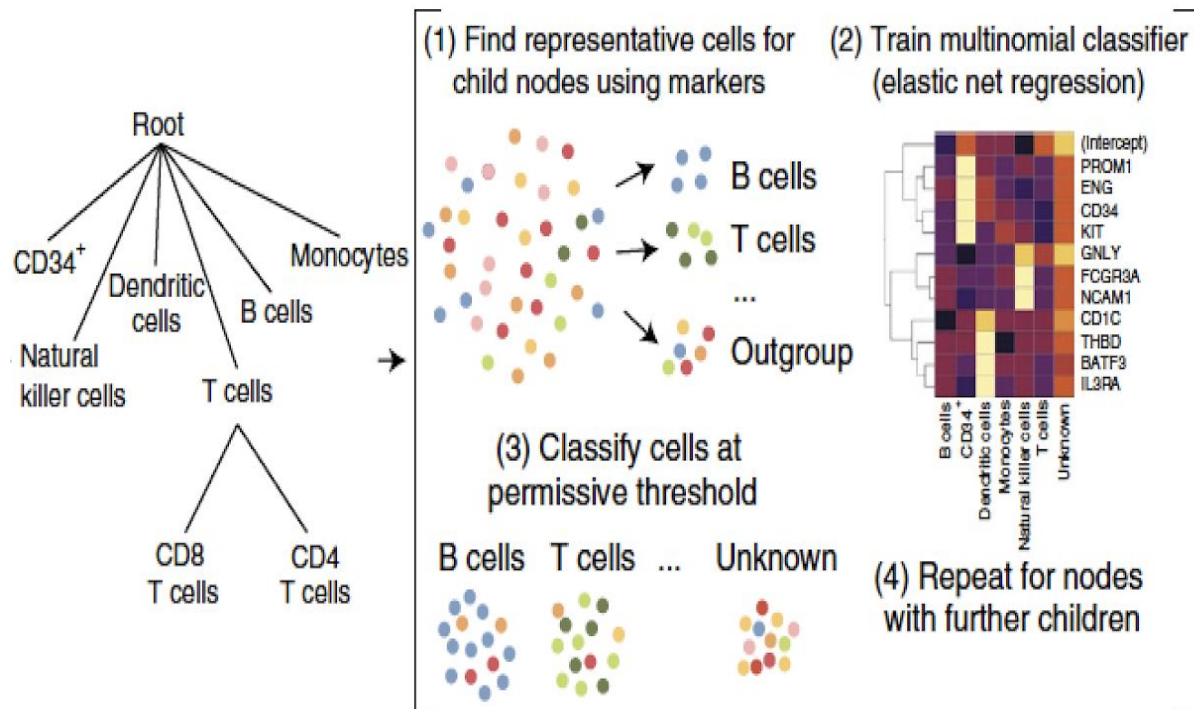 Root
CD34+
Natural
killer cells
Dendritic
cells
T cells
B cells
Monocytes
CD8
T cells
CD4
T cells
(1) Find representative cells for
child nodes using markers
B cells
T cells
...
Outgroup
(2) Train multinomial classifier
(elastic net regression)
(Intercept)
PROM1
ENG
CD34
KIT
GNLY
FCGR3A
NCAM1
CD1C
THBD
BATF3
IL3RA
B cells
CD34+
Dendritic cells
Monocytes
Natural killer cells
T cells
Unknown
(3) Classify cells at
permissive threshold
B cells T cells ... Unknown
(4) Repeat for nodes
with further children